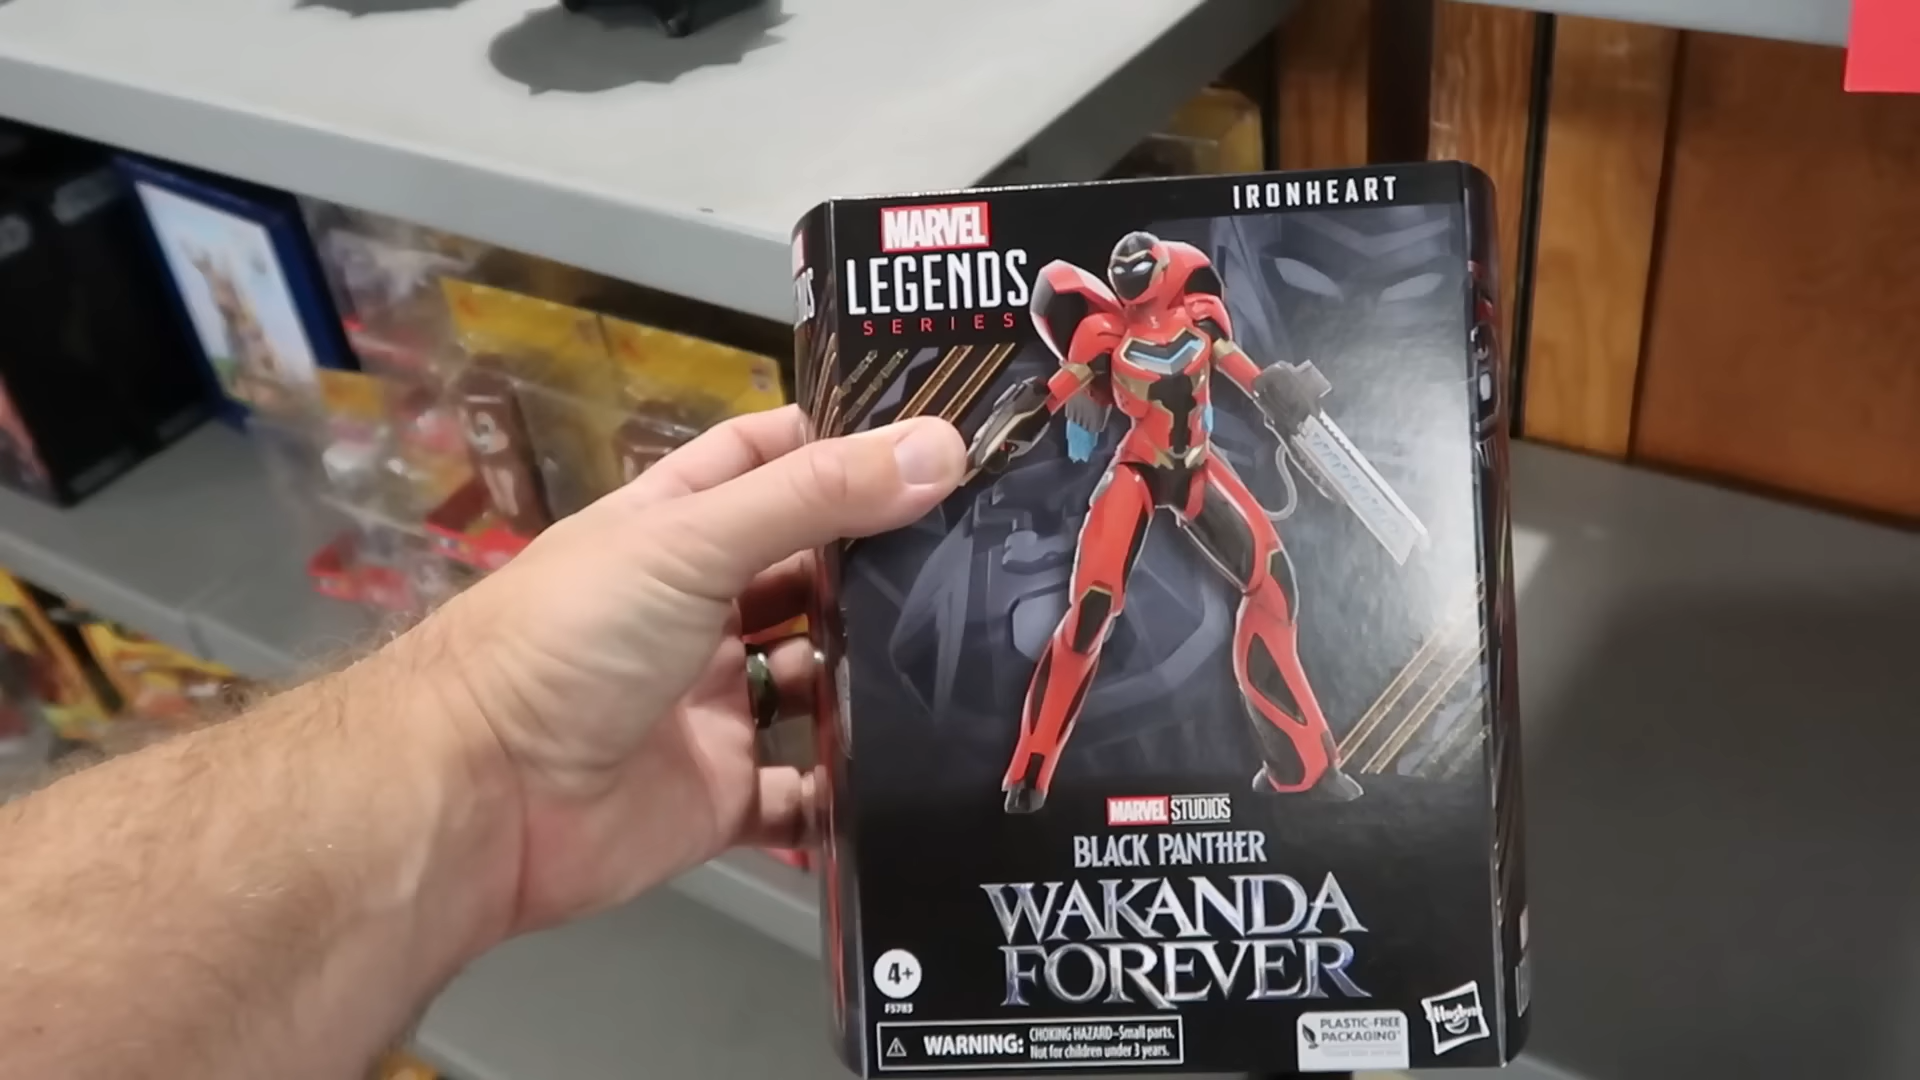 IRONHEART
MARVEL
LEGENDS
SERIES
MARVEL STUDIOS
BLACK PANTHER
WAKANDA
FOREVER
4+
F5783
WARNING: CHOKING HAZARD–Small parts.
Not for children under 3 years.
PLASTIC-FREE
PACKAGING
Hasbro